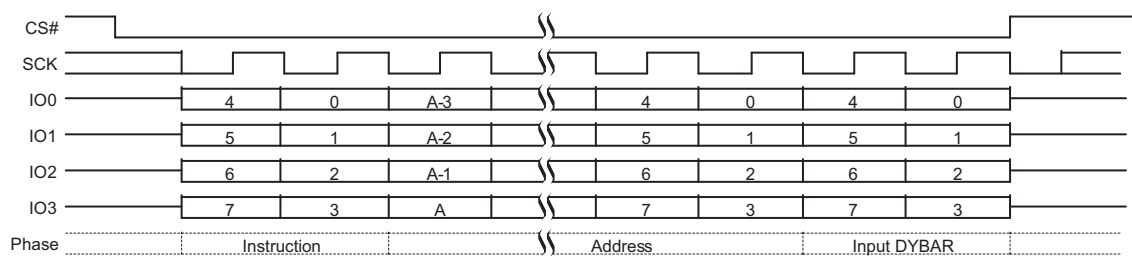 CS#
SCK
IO0 4 0 A-3 4 0 4 0
IO1 5 1 A-2 5 1 5 1
IO2 6 2 A-1 6 2 6 2
IO3 7 3 A 7 3 7 3
Phase Instruction Address Input DYBAR